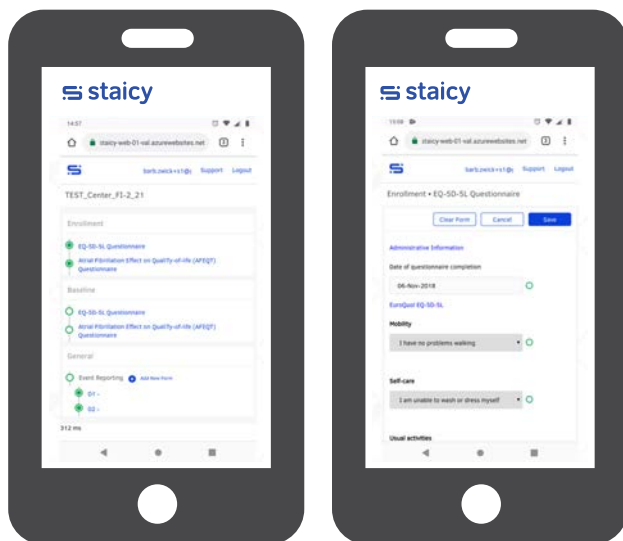 staicy
14:57
staicy-web-01-val.azurewebsites.net
Support Logout
TEST_Center_FI-2_21
Enrollment
EQ-5D-5L Questionnaire
Atrial Fibrillation Effect on Quality-of-life (AFEQT)
Questionnaire
Baseline
EQ-5D-5L Questionnaire
Atrial Fibrillation Effect on Quality-of-life (AFEQT)
Questionnaire
General
Event Reporting Add New Form
01 -
02 -
312 ms
staicy
staicy-web-01-val.azurewebsites.net
Support Logout
Enrollment • EQ-5D-5L Questionnaire
Clear Form Cancel Save
Administrative Information
Date of questionnaire completion
06-Nov-2018
EuroQol EQ-5D-5L
Mobility
I have no problems walking
Self-care
I am unable to wash or dress myself
Usual activities